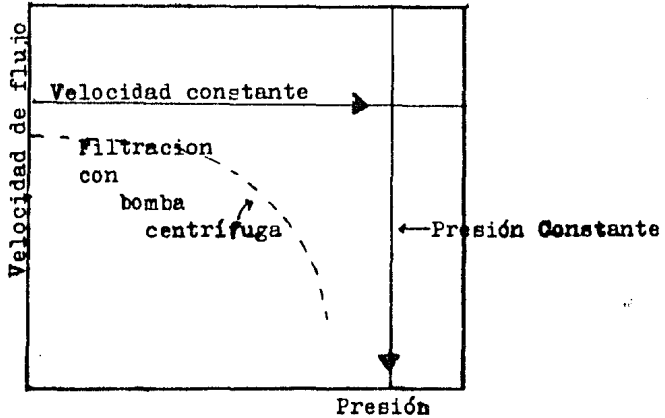 Velocidad de flujo
Velocidad constante
Filtracion
con
bomba
centrífuga
Presión Constante
Presión